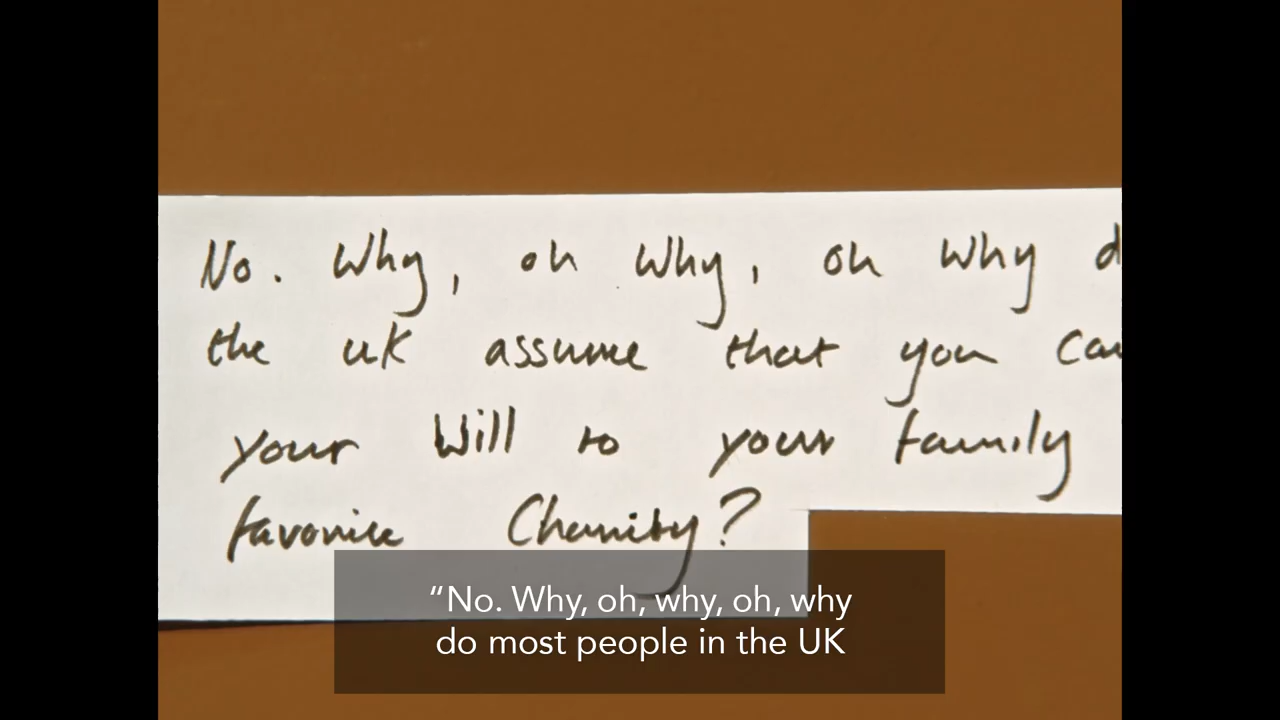 No. Why, oh why, oh why d
the UK assume that you ca
your Will to your family
favorite Charity?
“No. Why, oh, why, oh, why
do most people in the UK